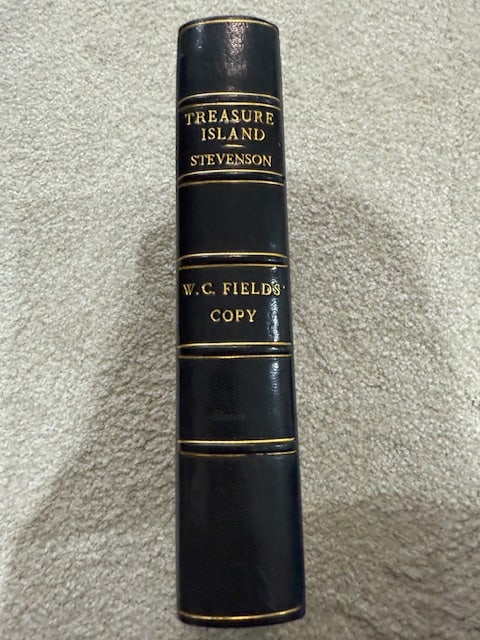 TREASURE
ISLAND
STEVENSON
W.C. FIELDS'
COPY